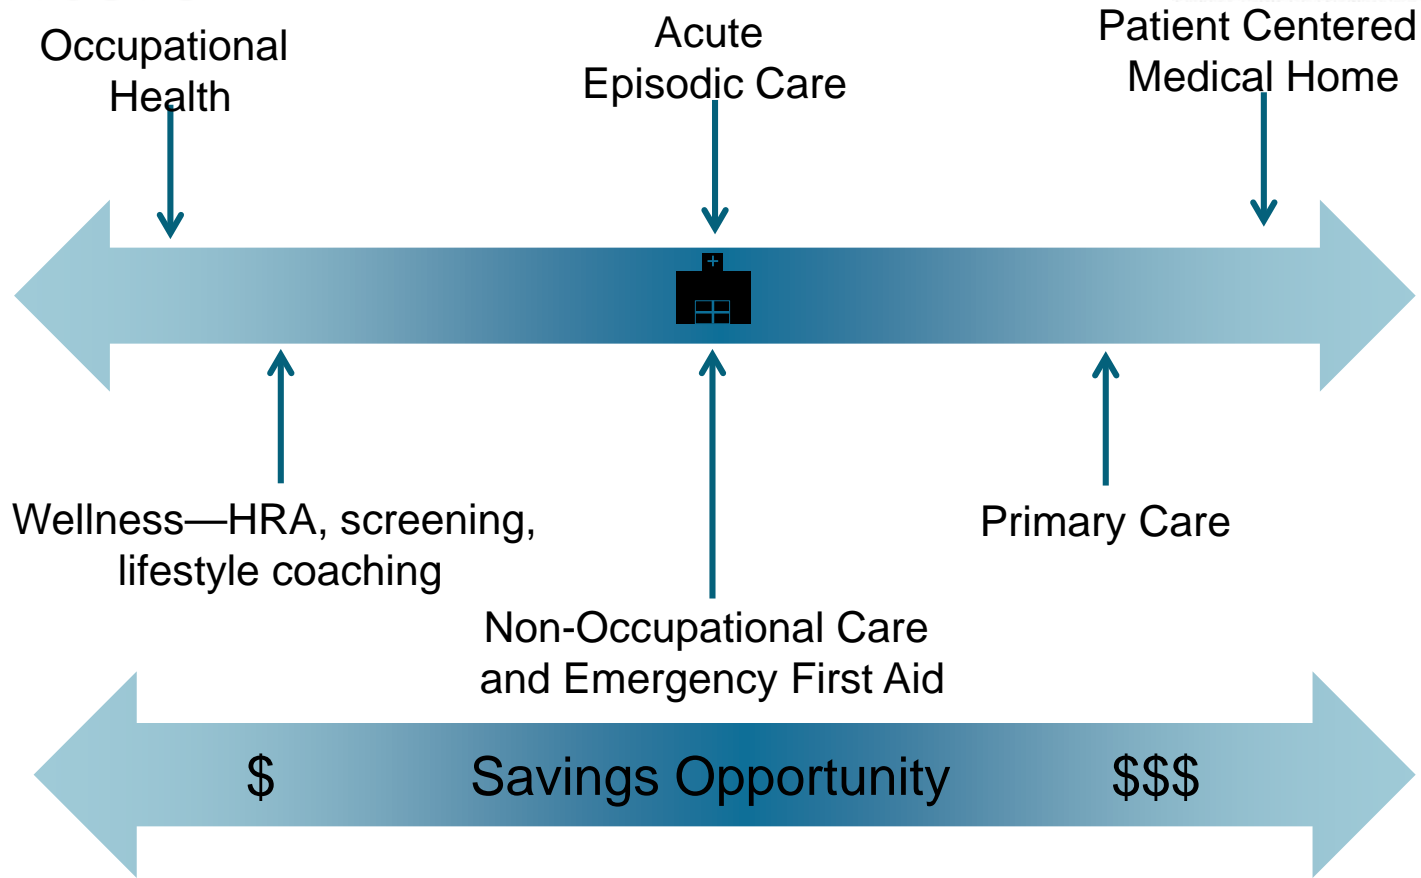 Occupational
Health
Acute
Episodic Care
Patient Centered
Medical Home
Wellness—HRA, screening,
lifestyle coaching
Non-Occupational Care
and Emergency First Aid
Primary Care
$ Savings Opportunity $$$